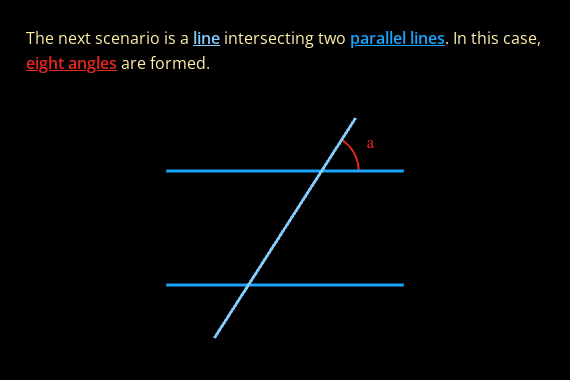 The next scenario is a line intersecting two parallel lines. In this case,
eight angles are formed.
a